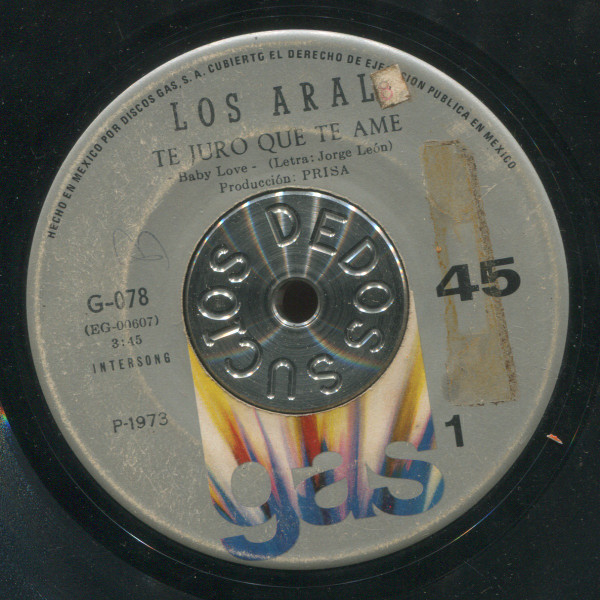 HECHO EN MEXICO POR DISCOS GAS, S. A. CUBIERTO EL DERECHO DE EJECUCION PUBLICA EN MEXICO
LOS
TE JURO QUE TE AME
- Baby Love - (Letra: Jorge León)
Producción: PRISA
SUCIOS DEDOS SUCIOS
45
G-078
(EG-00607)
3:45
INTERSONG
P-1973
1
gas